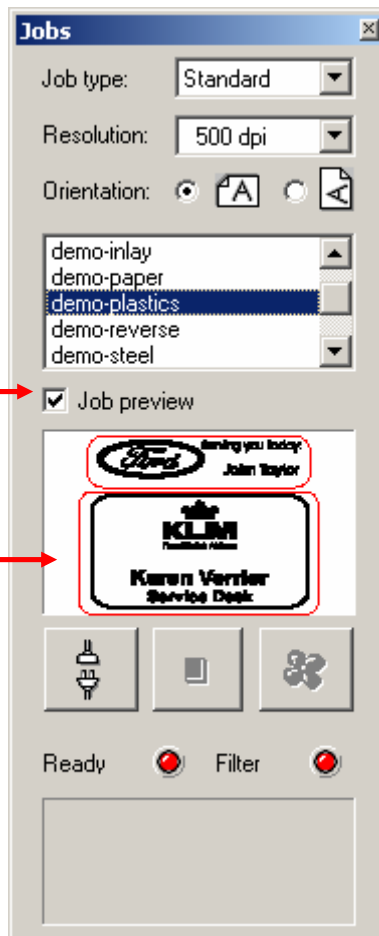 Jobs
Job type: Standard
Resolution: 500 dpi
Orientation: A A
demo-inlay
demo-paper
demo-plastics
demo-reverse
demo-steel
Job preview
Ford
you today:
John Taylor
KLM
Karen Verrier
Service Desk
Ready Filter